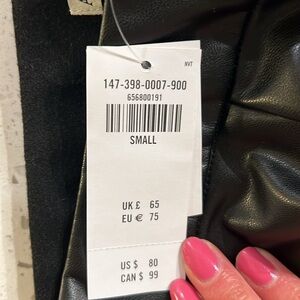 NVT
147-398-0007-900
656800191
SMALL
UK £ 65
EU € 75
US $ 80
CAN $ 99